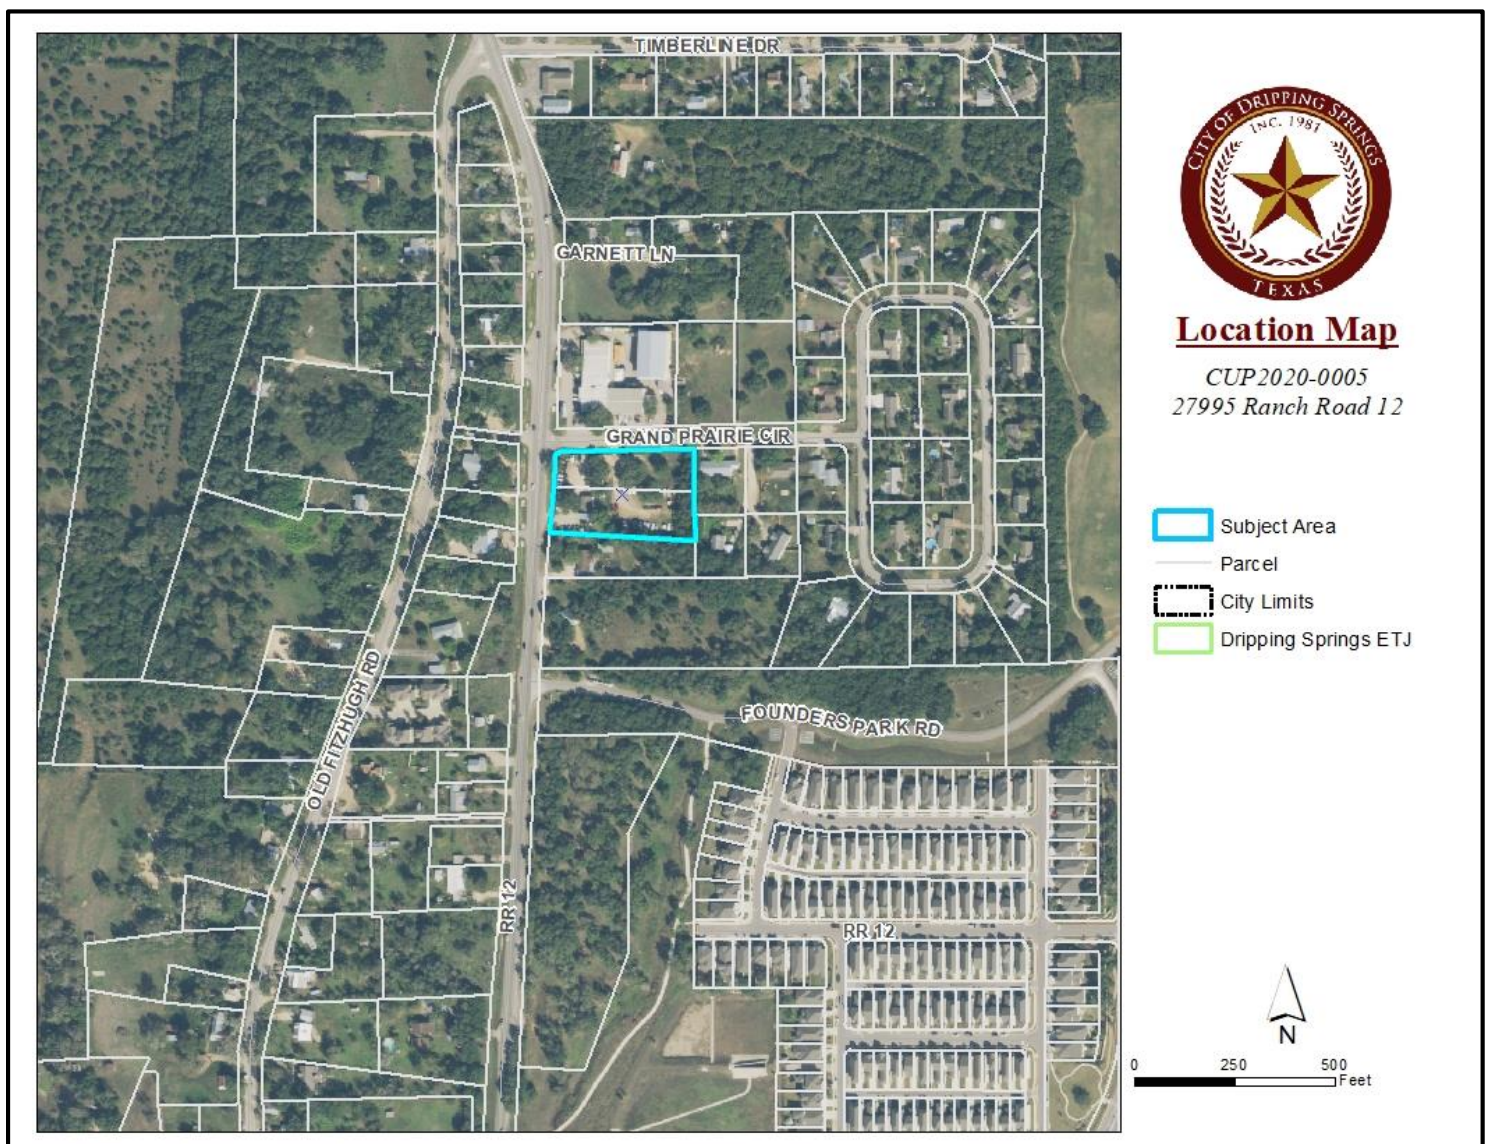 TIMBERLINE DR
GARNETT LN
GRAND PRAIRIE CIR
OLD FITZHUGH RD
FOUNDERS PARK RD
RR 12
RR 12
CITY OF DRIPPING SPRINGS
INC. 1981
TEXAS
Location Map
CUP2020-0005
27995 Ranch Road 12
Subject Area
Parcel
City Limits
Dripping Springs ETJ
N
0 250 500
Feet